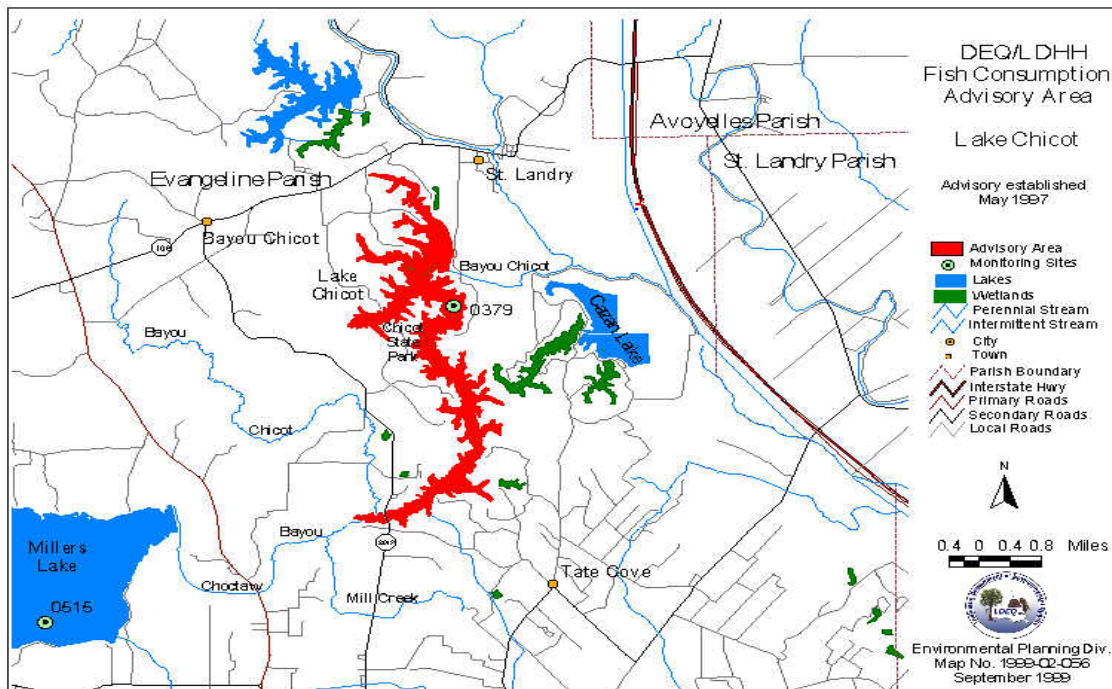 DEQ/LDHH
Fish Consumption
Advisory Area
Lake Chicot
Advisory established
May 1997
Advisory Area
Monitoring Sites
Lakes
Wetlands
Perennial Stream
Intermittent Stream
City
Town
Parish Boundary
Interstate Hwy
Primary Roads
Secondary Roads
Local Roads
N
0.4 0 0.4 0.8 Miles
LDEQ
Environmental Planning Div.
Map No. 1999-02-056
September 1999
Avoyelles Parish
St. Landry Parish
St. Landry
Evangeline Parish
Bayou Chicot
106
Bayou Chicot
Lake
Chicot
0379
Cazan Lake
Chicot
State
Park
Bayou
Chicot
Bayou
Choctaw
Millers
Lake
0515
Mill Creek
Tate Cove